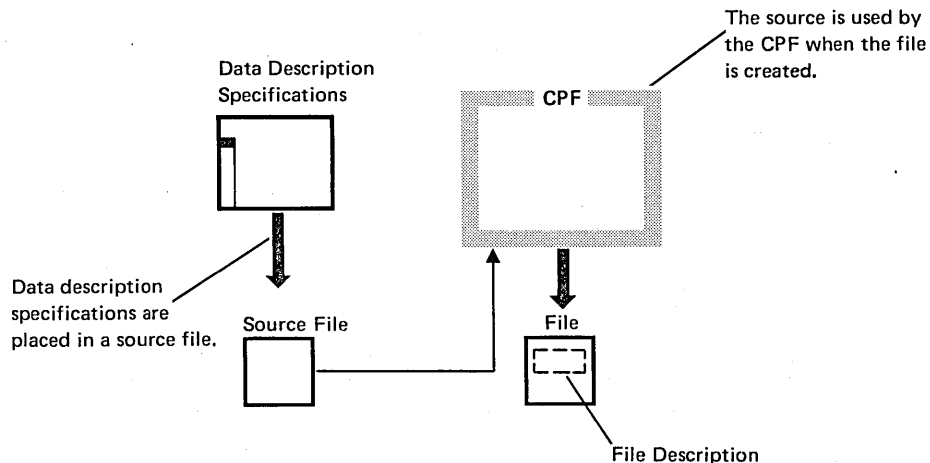 The source is used by
the CPF when the file
is created.
Data Description
Specifications
CPF
Data description
specifications are
placed in a source file.
Source File
File
File Description